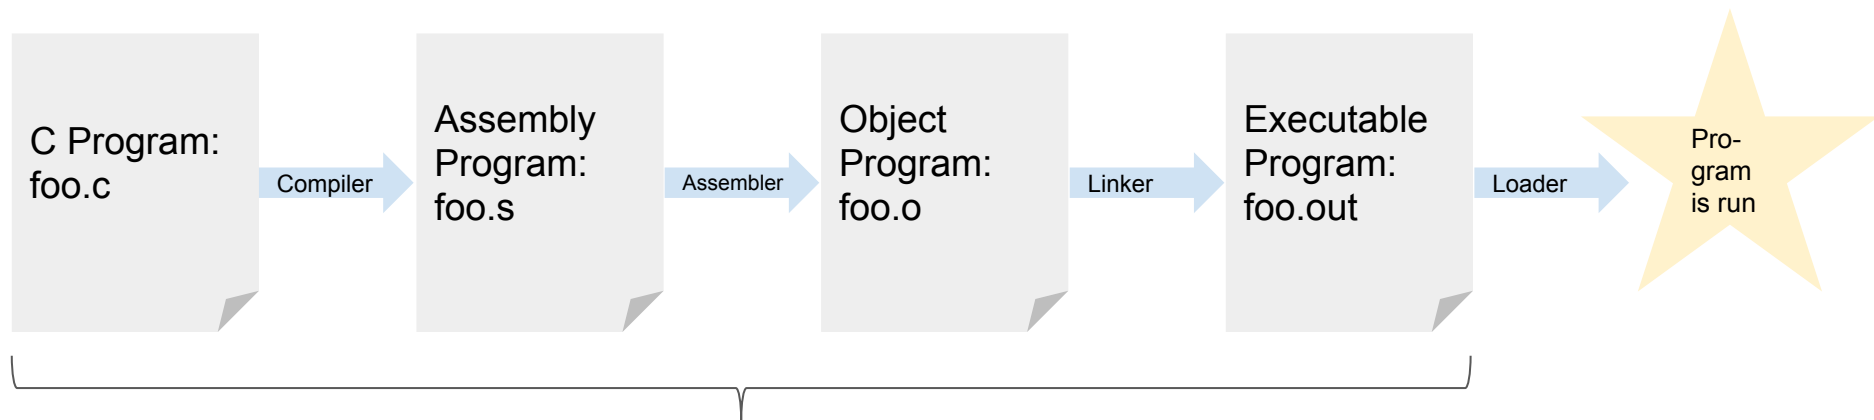 C Program:
foo.c
Compiler
Assembly
Program:
foo.s
Assembler
Object
Program:
foo.o
Linker
Executable
Program:
foo.out
Loader
Pro-
gram
is run